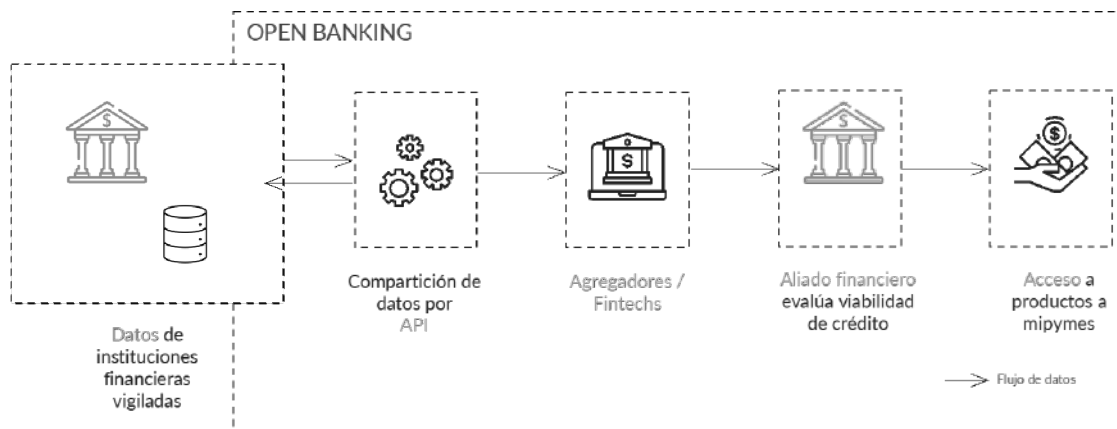 OPEN BANKING
Datos de
instituciones
financieras
vigiladas
Compartición de
datos por
API
Agregadores /
Fintechs
Aliado financiero
evalúa viabilidad
de crédito
Acceso a
productos a
mipymes
Flujo de datos